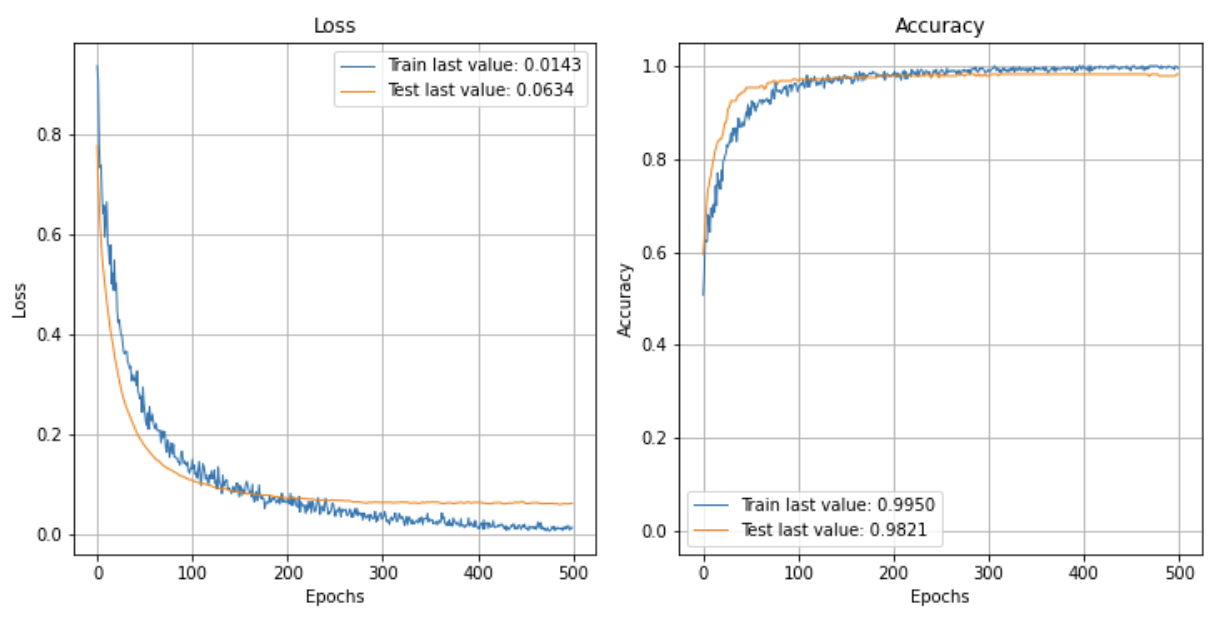 Loss
Train last value: 0.0143
Test last value: 0.0634
0.8
0.6
0.4
0.2
0.0
Loss
0 100 200 300 400 500
Epochs
Accuracy
1.0
0.8
0.6
0.4
0.2
0.0
Accuracy
Train last value: 0.9950
Test last value: 0.9821
0 100 200 300 400 500
Epochs